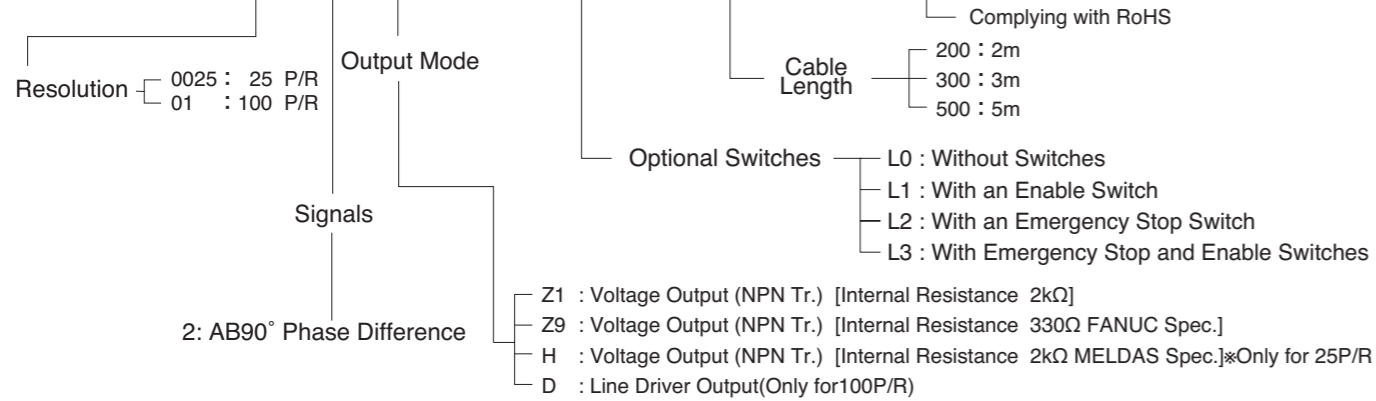 Complying with RoHS
Resolution
0025 : 25 P/R
01 : 100 P/R
Output Mode
Cable
Length
200 : 2m
300 : 3m
500 : 5m
Optional Switches
L0 : Without Switches
L1 : With an Enable Switch
L2 : With an Emergency Stop Switch
L3 : With Emergency Stop and Enable Switches
Signals
2: AB90° Phase Difference
Z1 : Voltage Output (NPN Tr.) [Internal Resistance 2kΩ]
Z9 : Voltage Output (NPN Tr.) [Internal Resistance 330Ω FANUC Spec.]
H : Voltage Output (NPN Tr.) [Internal Resistance 2kΩ MELDAS Spec.]※Only for 25P/R
D : Line Driver Output(Only for100P/R)